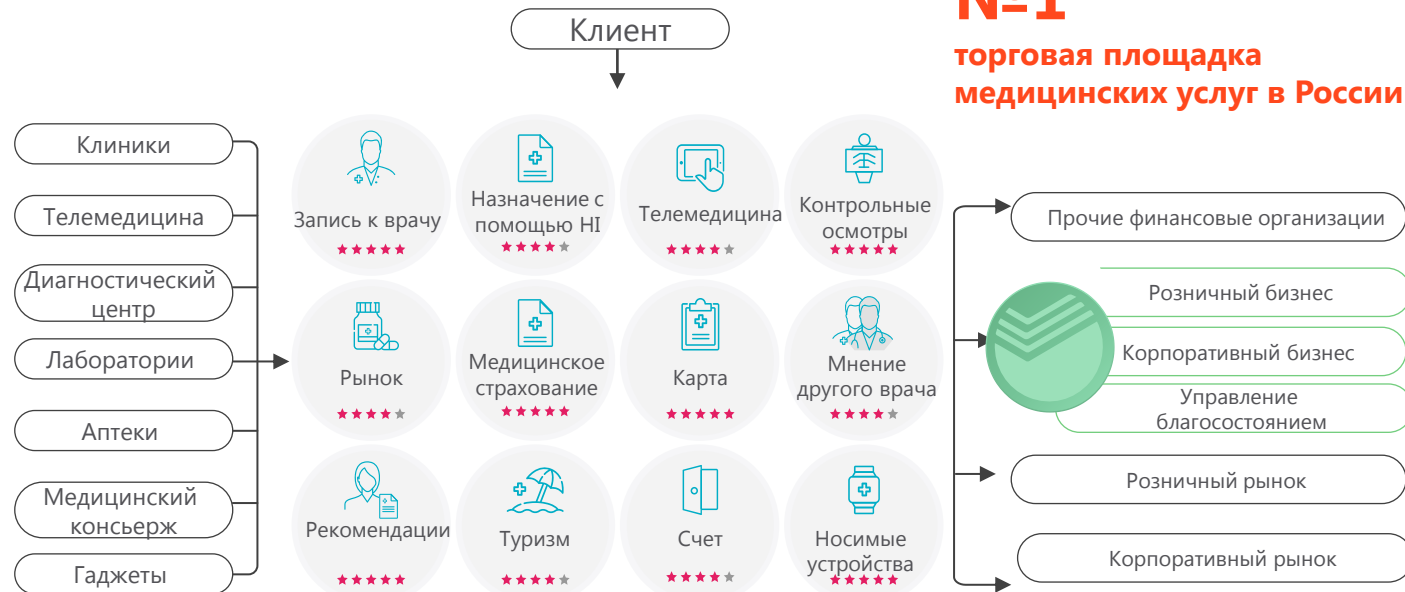 Клиент
№1
торговая площадка
медицинских услуг в России
Клиники
Телемедицина
Диагностический
центр
Лаборатории
Аптеки
Медицинский
консьерж
Гаджеты
Запись к врачу
Назначение с
помощью HI
Телемедицина
Контрольные
осмотры
Рынок
Медицинское
страхование
Карта
Мнение
другого врача
Рекомендации
Туризм
Счет
Носимые
устройства
Прочие финансовые организации
Розничный бизнес
Корпоративный бизнес
Управление
благосостоянием
Розничный рынок
Корпоративный рынок